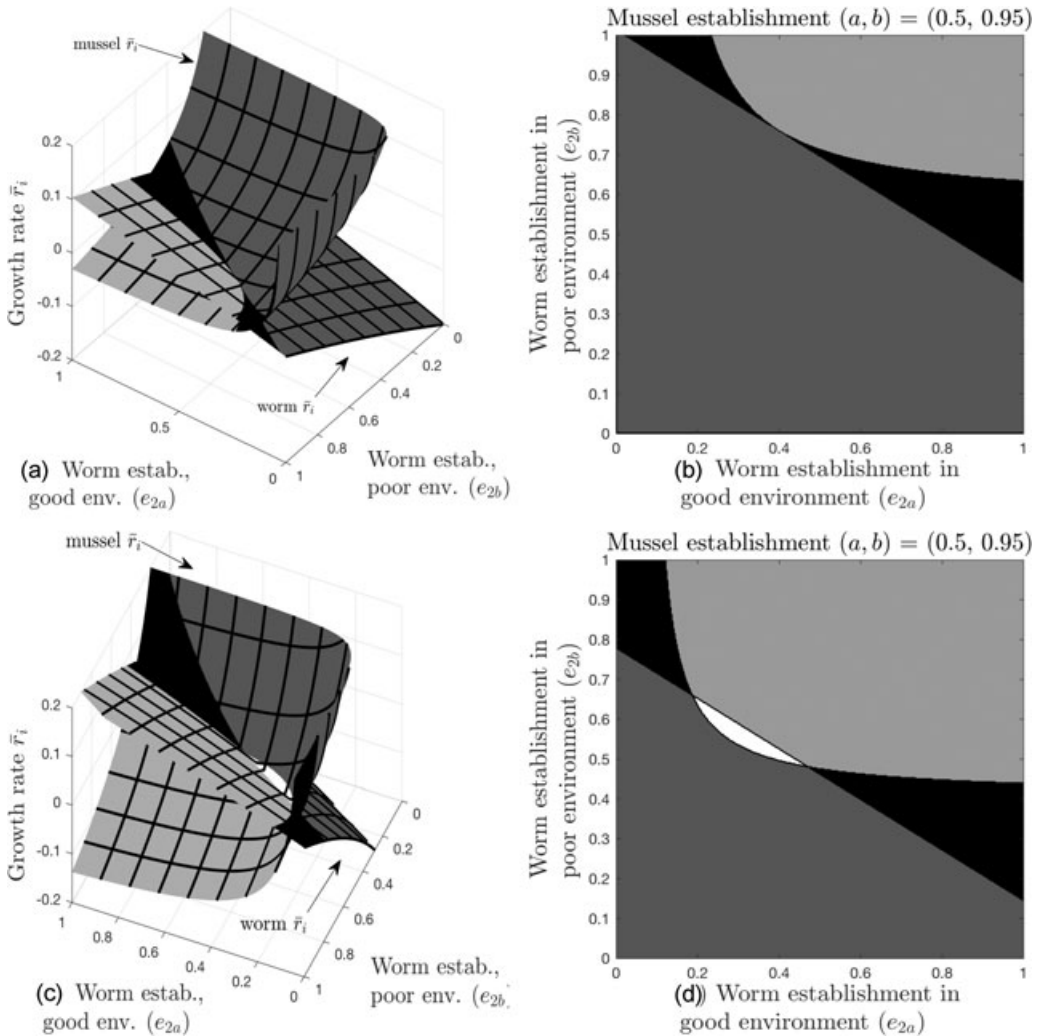 mussel r̄ᵢ
0.2
0.1
0
-0.1
-0.2
Growth rate r̄ᵢ
1
0.5
0
worm r̄ᵢ
0
0.2
0.4
0.6
0.8
1
(a) Worm estab.,
good env. (e₂ₐ)
Worm estab.,
poor env. (e₂b)
Mussel establishment (a, b) = (0.5, 0.95)
1
0.9
0.8
0.7
0.6
0.5
0.4
0.3
0.2
0.1
0
Worm establishment in
poor environment (e₂b)
0 0.2 0.4 0.6 0.8 1
(b) Worm establishment in
good environment (e₂ₐ)
mussel r̄ᵢ
0.2
0.1
0
-0.1
-0.2
Growth rate r̄ᵢ
1
0.8
0.6
0.4
0.2
0
worm r̄ᵢ
0
0.2
0.4
0.6
0.8
1
(c) Worm estab.,
good env. (e₂ₐ)
Worm estab.,
poor env. (e₂b)
Mussel establishment (a, b) = (0.5, 0.95)
1
0.9
0.8
0.7
0.6
0.5
0.4
0.3
0.2
0.1
0
Worm establishment in
poor environment (e₂b)
0 0.2 0.4 0.6 0.8 1
(d) Worm establishment in
good environment (e₂ₐ)